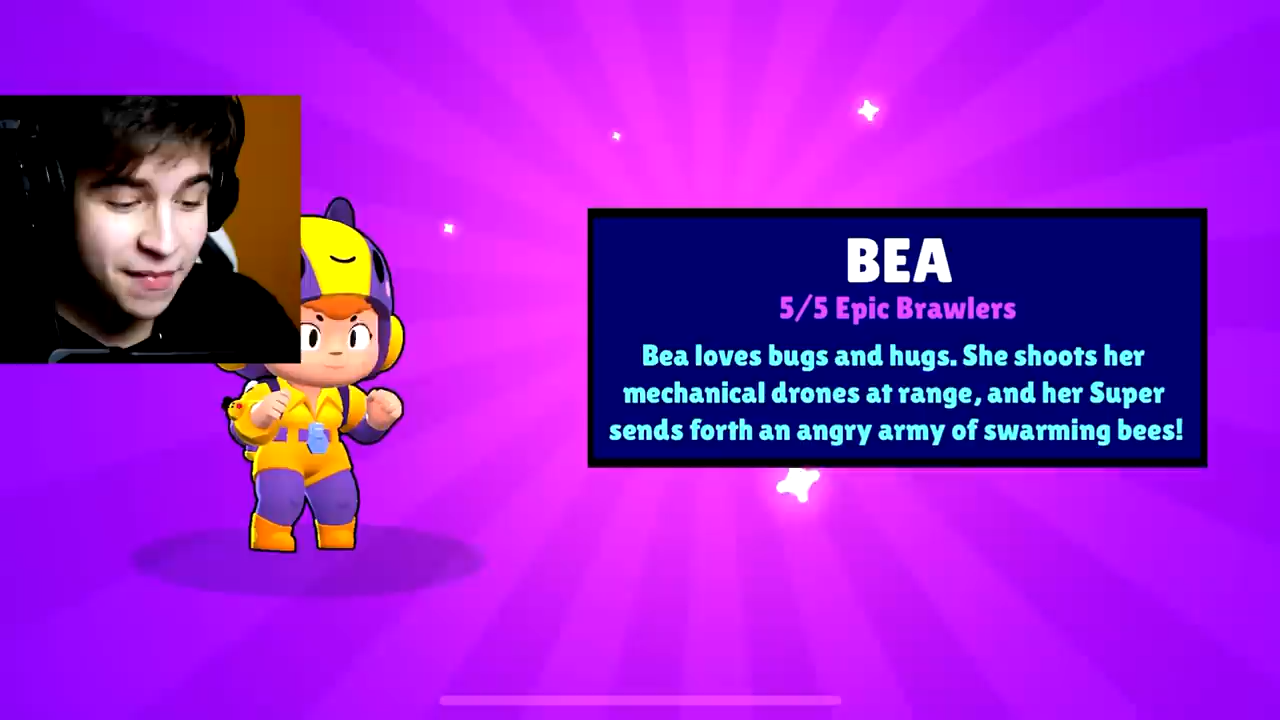 BEA
5/5 Epic Brawlers
Bea loves bugs and hugs. She shoots her
mechanical drones at range, and her Super
sends forth an angry army of swarming bees!